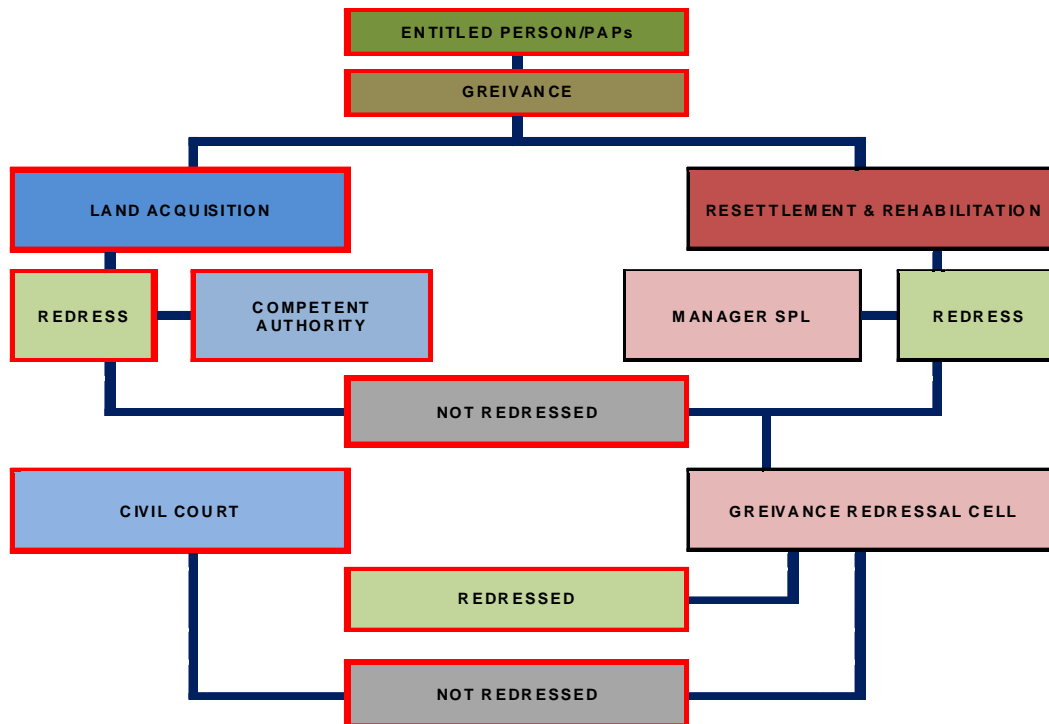 ENTITLED PERSON/PAPs
GREIVANCE
LAND ACQUISITION
RESETTLEMENT & REHABILITATION
REDRESS
COMPETENT
AUTHORITY
MANAGER SPL
REDRESS
NOT REDRESSED
CIVIL COURT
GREIVANCE REDRESSAL CELL
REDRESSED
NOT REDRESSED